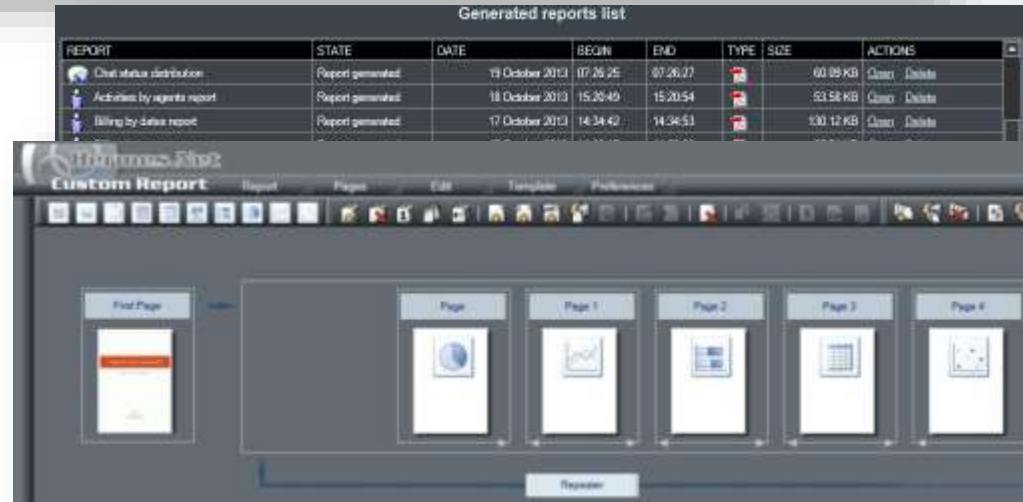 Generated reports list
REPORT STATE DATE BEGIN END TYPE SIZE ACTIONS
Chat status distribution Report generated 19 October 2013 07:26:25 07:26:27 60.89 KB Open Delete
Activities by agents report Report generated 18 October 2013 15:20:49 15:20:54 53.58 KB Open Delete
Billing by dates report Report generated 17 October 2013 14:34:42 14:34:53 130.12 KB Open Delete
Hermes.Net
Custom Report Report Pages Edit Template Preferences
First Page Page Page 1 Page 2 Page 3 Page 4
Repeater